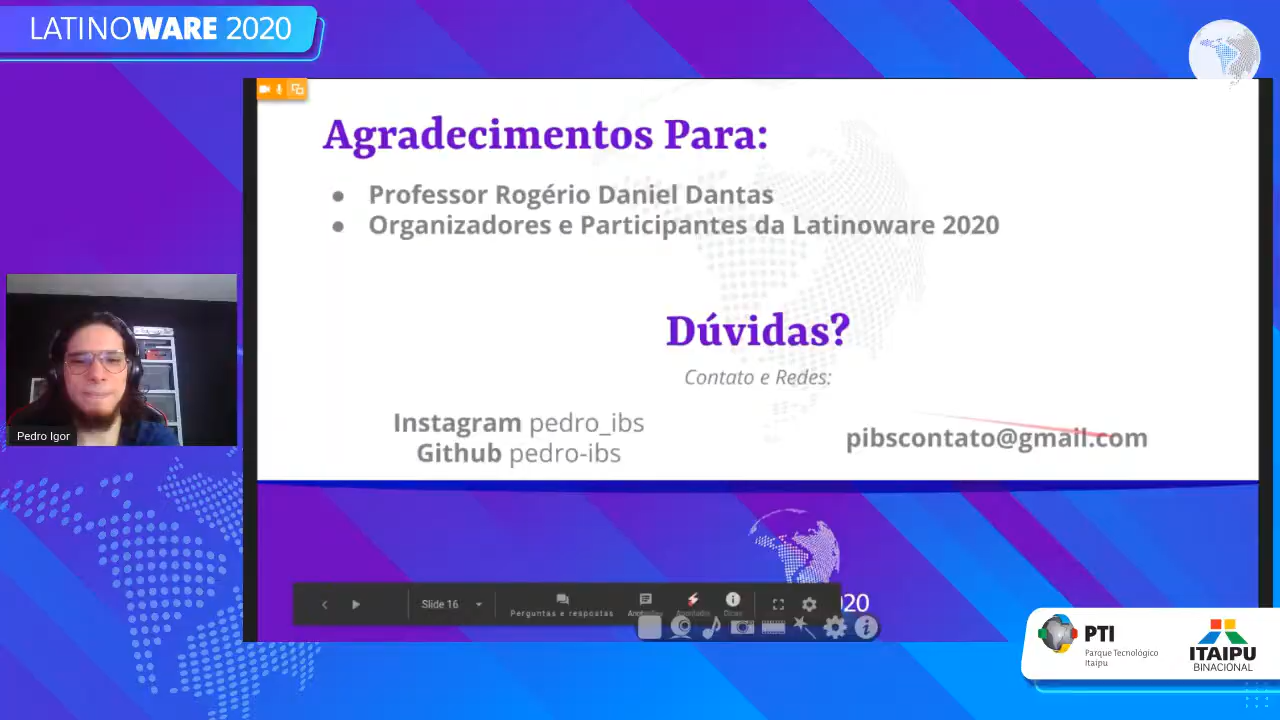 LATINOWARE 2020
Agradecimentos Para:
● Professor Rogério Daniel Dantas
● Organizadores e Participantes da Latinoware 2020
Dúvidas?
Contato e Redes:
Instagram pedro_ibs
Github pedro-ibs
pibscontato@gmail.com
Pedro Igor
Slide 16
Perguntas e respostas
020
PTI
Parque Tecnológico
Itaipu
ITAIPU
BINACIONAL